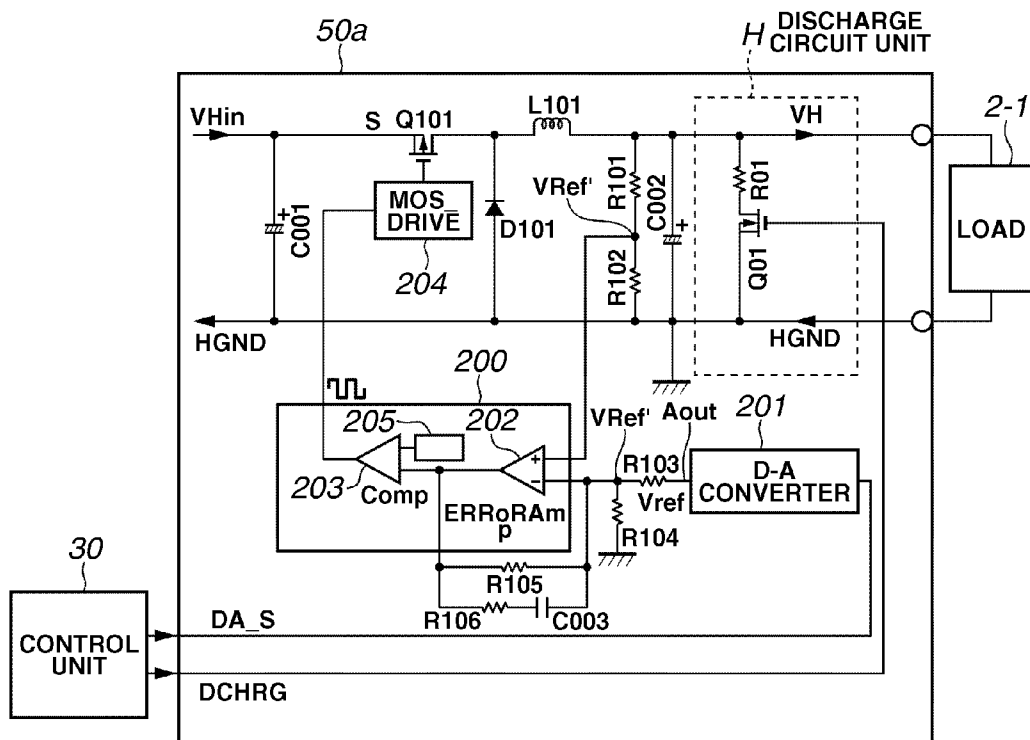 50a
H
DISCHARGE
CIRCUIT UNIT
VHin
S
Q101
L101
VH
2-1
C001
MOS_
DRIVE
204
D101
VRef'
R101
R102
C002
R01
Q01
LOAD
HGND
HGND
200
205
202
203
Comp
ERRoRAm
p
+
−
VRef'
Aout
201
R103
Vref
D-A
CONVERTER
R104
R105
R106
C003
30
CONTROL
UNIT
DA_S
DCHRG